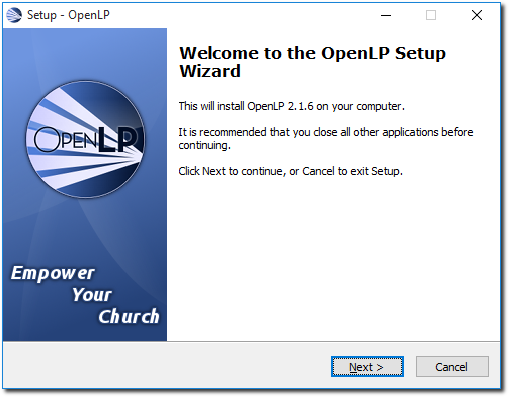 Setup - OpenLP
Welcome to the OpenLP Setup
Wizard
This will install OpenLP 2.1.6 on your computer.
It is recommended that you close all other applications before
continuing.
Click Next to continue, or Cancel to exit Setup.
OPENLP
Empower
Your
Church
Next >
Cancel